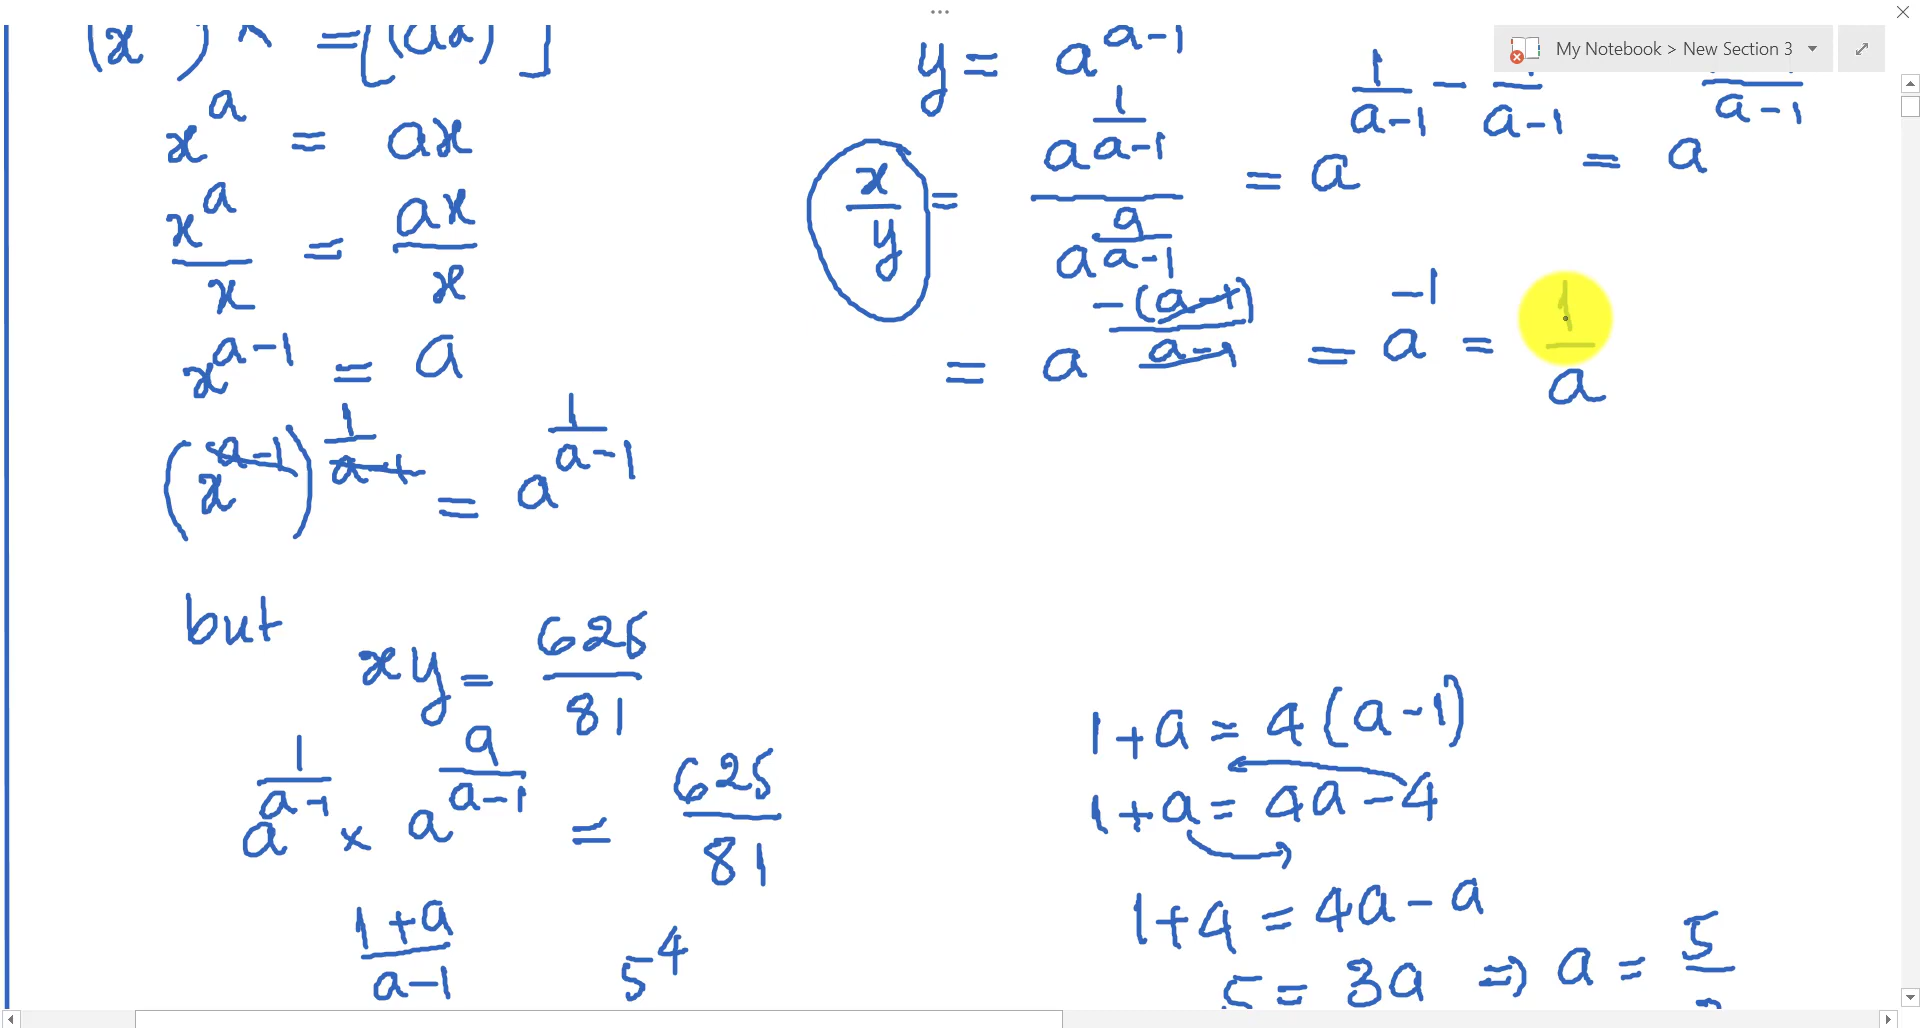 My Notebook > New Section 3
(x )^x = [(ax)]
x^a = ax
x^a/x = ax/x
x^(a-1) = a
(x^(a-1))^(1/(a-1)) = a^(1/(a-1))
but
xy = 625/81
a^(1/(a-1)) × a^(a/(a-1)) = 625/81
(1+a)/(a-1) 5^4
y = a^(a-1)
x/y = a^(1/(a-1))/a^(a/(a-1)) = a^(1/(a-1) - /(a-1)) = a^(/(a-1))
= a^(-(a-1)/(a-1)) = a^-1 = 1/a
1+a = 4(a-1)
1+a = 4a-4
1+4 = 4a-a
5 = 3a ⇒ a = 5/